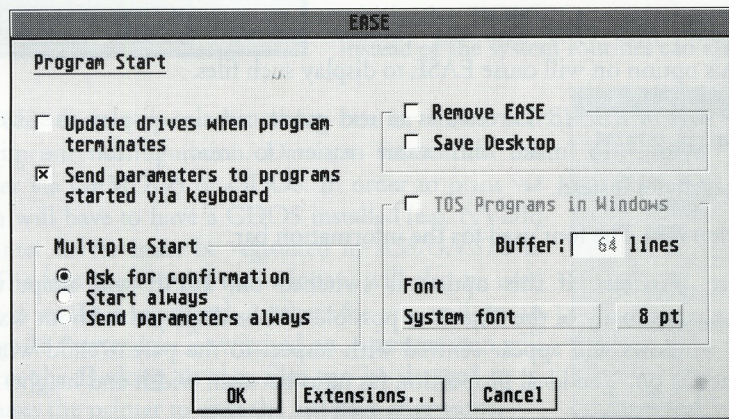 EASE
Program Start
Update drives when program
terminates
Send parameters to programs
started via keyboard
Multiple Start
Ask for confirmation
Start always
Send parameters always
Remove EASE
Save Desktop
TOS Programs in Windows
Buffer: 64 lines
Font
System font 8 pt
OK Extensions... Cancel